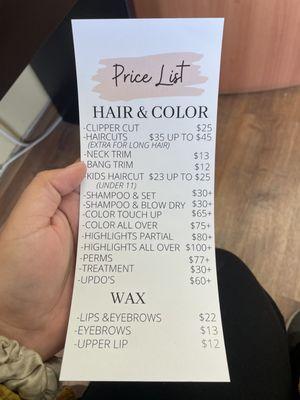 Price List
HAIR & COLOR
-CLIPPER CUT $25
-HAIRCUTS $35 UP TO $45
(EXTRA FOR LONG HAIR)
-NECK TRIM $13
-BANG TRIM $12
-KIDS HAIRCUT $23 UP TO $25
(UNDER 11)
-SHAMPOO & SET $30+
-SHAMPOO & BLOW DRY $30+
-COLOR TOUCH UP $65+
-COLOR ALL OVER $75+
-HIGHLIGHTS PARTIAL $80+
-HIGHLIGHTS ALL OVER $100+
-PERMS $77+
-TREATMENT $30+
-UPDO'S $60+
WAX
-LIPS &EYEBROWS $22
-EYEBROWS $13
-UPPER LIP $12